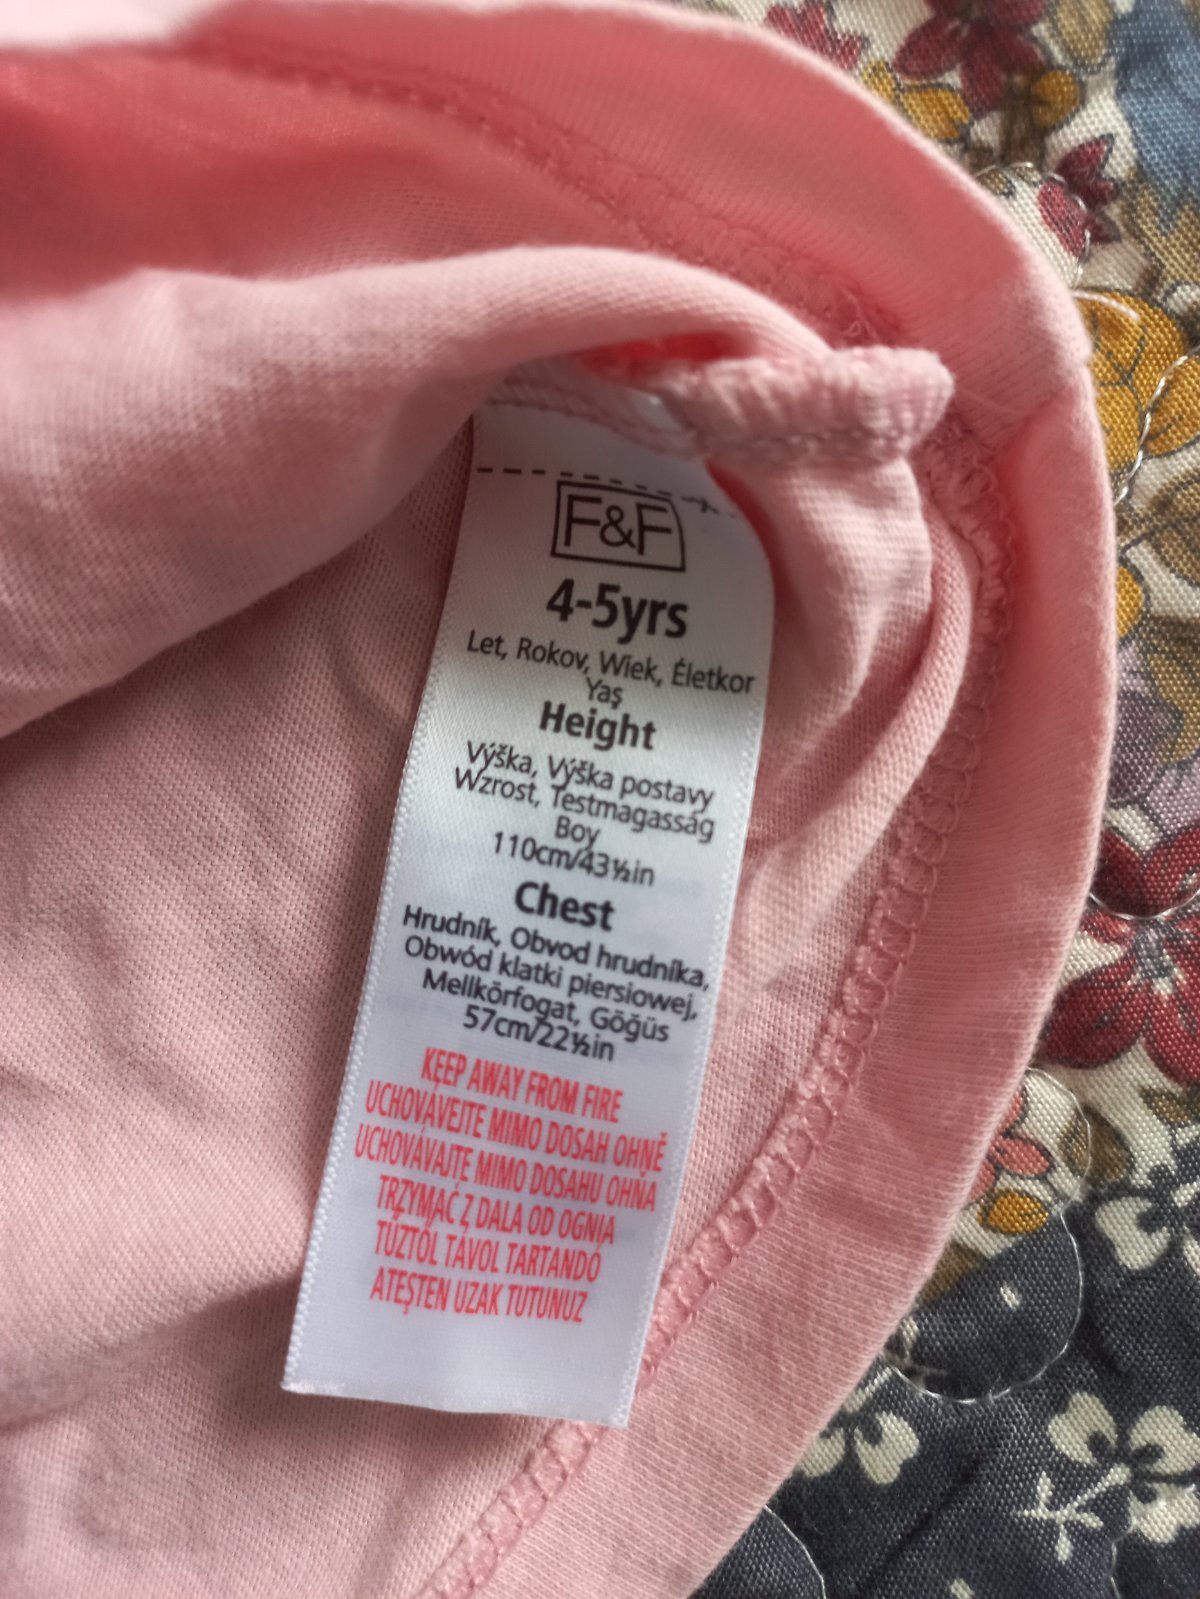 F&F
4-5yrs
Let, Rokov, Wiek, Életkor
Yaş
Height
Výška, Výška postavy
Wzrost, Testmagasság
Boy
110cm/43½in
Chest
Hrudník, Obvod hrudníka,
Obwód klatki piersiowej,
Mellkörfogat, Göğüs
57cm/22½in
KEEP AWAY FROM FIRE
UCHOVÁVEJTE MIMO DOSAH OHNĚ
UCHOVÁVAJTE MIMO DOSAHU OHŇA
TRZYMAĆ Z DALA OD OGNIA
TŰZTŐL TÁVOL TARTANDÓ
ATEŞTEN UZAK TUTUNUZ